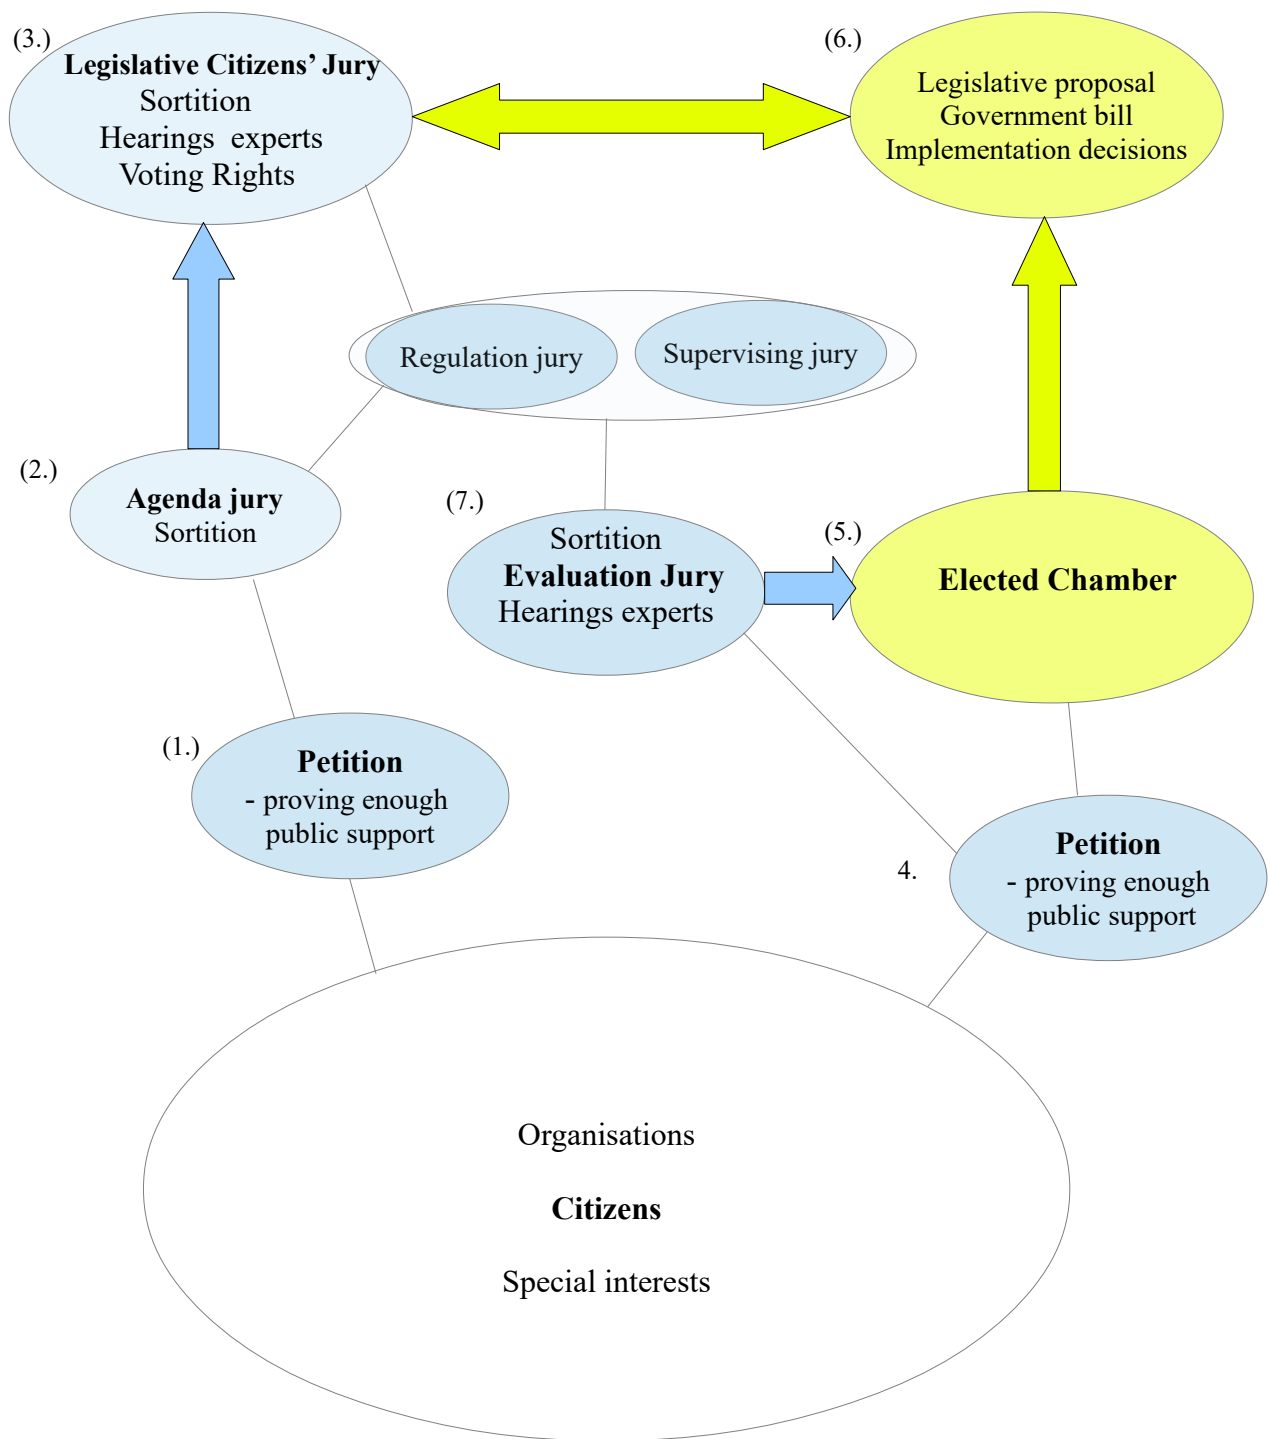 (3.)
Legislative Citizens’ Jury
Sortition
Hearings experts
Voting Rights
(6.)
Legislative proposal
Government bill
Implementation decisions
Regulation jury
Supervising jury
(2.)
Agenda jury
Sortition
(7.)
Sortition
Evaluation Jury
Hearings experts
(5.)
Elected Chamber
(1.)
Petition
- proving enough
public support
4.
Petition
- proving enough
public support
Organisations
Citizens
Special interests